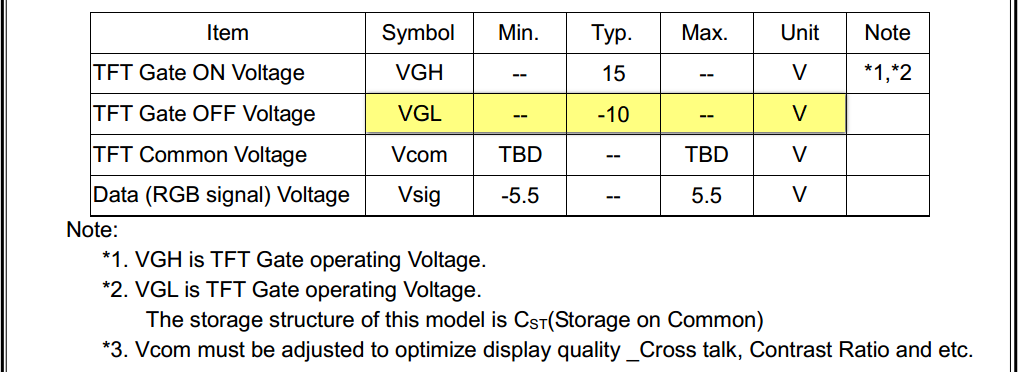 Item Symbol Min. Typ. Max. Unit Note
TFT Gate ON Voltage VGH -- 15 -- V *1,*2
TFT Gate OFF Voltage VGL -- -10 -- V
TFT Common Voltage Vcom TBD -- TBD V
Data (RGB signal) Voltage Vsig -5.5 -- 5.5 V
Note:
*1. VGH is TFT Gate operating Voltage.
*2. VGL is TFT Gate operating Voltage.
The storage structure of this model is CST(Storage on Common)
*3. Vcom must be adjusted to optimize display quality _Cross talk, Contrast Ratio and etc.